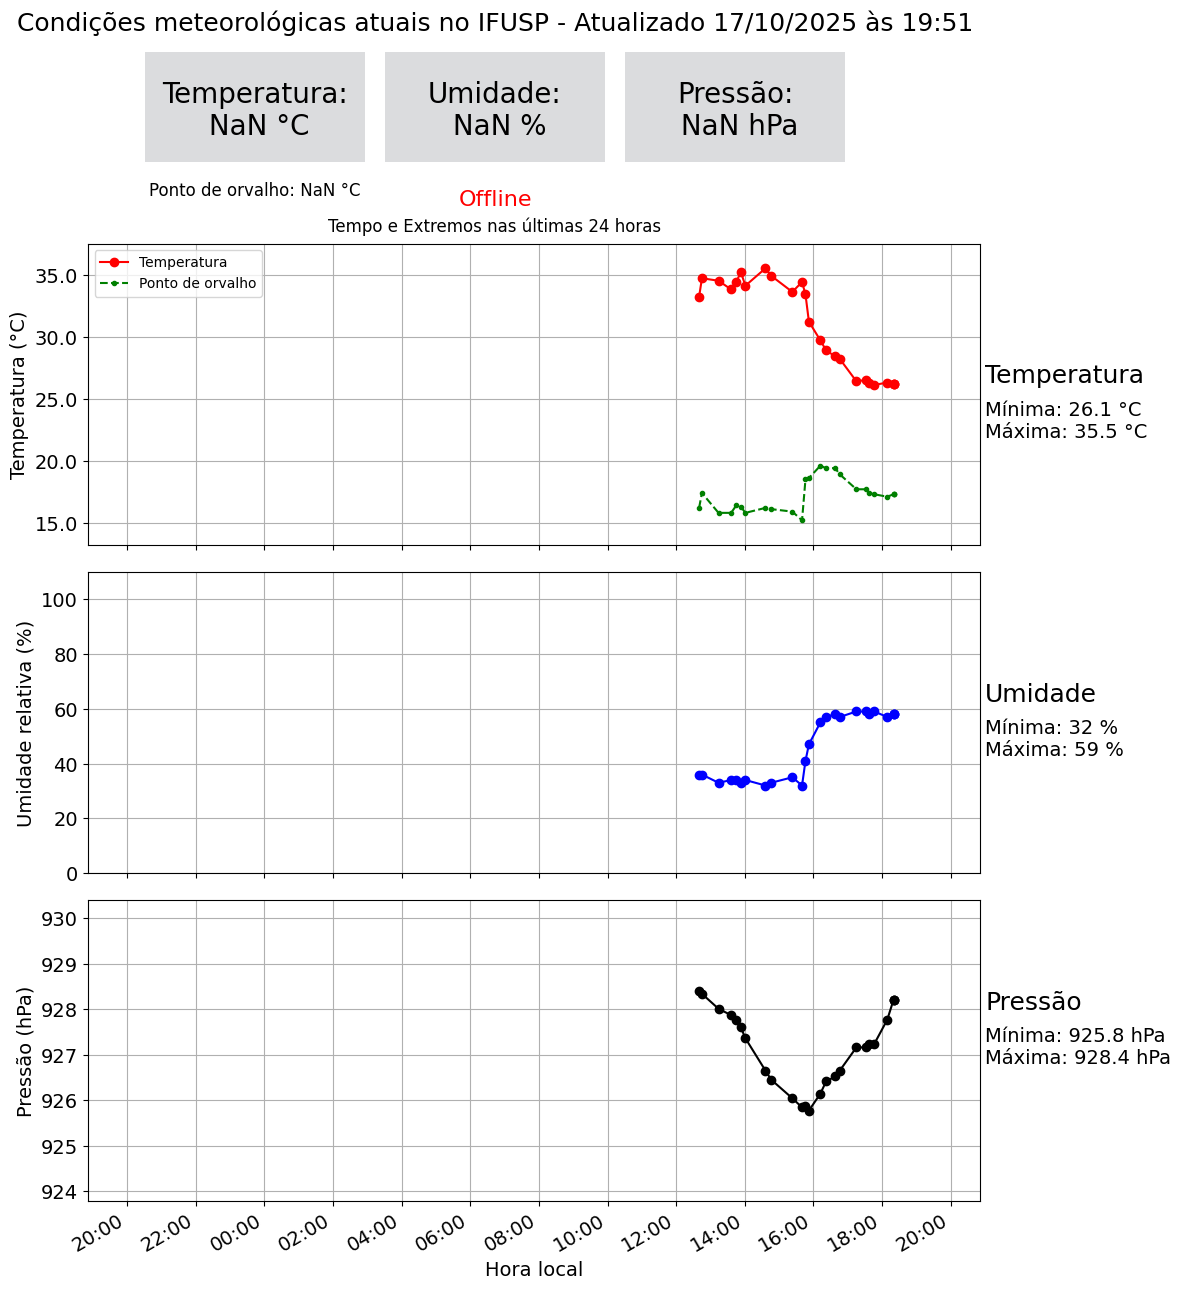 Condições meteorológicas atuais no IFUSP - Atualizado 17/10/2025 às 19:51
Temperatura:
NaN °C
Umidade:
NaN %
Pressão:
NaN hPa
Ponto de orvalho: NaN °C
Offline
Tempo e Extremos nas últimas 24 horas
Temperatura
Ponto de orvalho
Temperatura (°C)
35.0
30.0
25.0
20.0
15.0
Temperatura
Mínima: 26.1 °C
Máxima: 35.5 °C
Umidade relativa (%)
100
80
60
40
20
0
Umidade
Mínima: 32 %
Máxima: 59 %
Pressão (hPa)
930
929
928
927
926
925
924
Pressão
Mínima: 925.8 hPa
Máxima: 928.4 hPa
20:00
22:00
00:00
02:00
04:00
06:00
08:00
10:00
12:00
14:00
16:00
18:00
20:00
Hora local